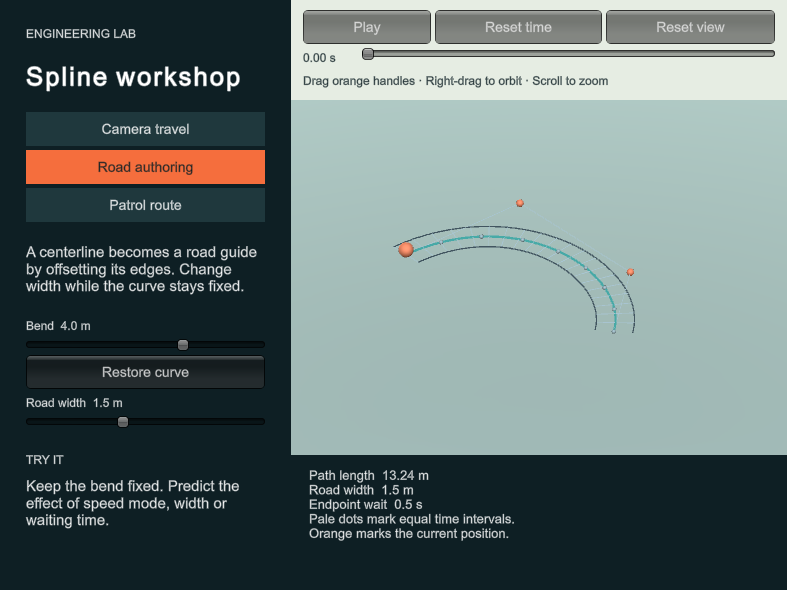 ENGINEERING LAB
Spline workshop
Camera travel
Road authoring
Patrol route
A centerline becomes a road guide
by offsetting its edges. Change
width while the curve stays fixed.
Bend  4.0 m
Restore curve
Road width  1.5 m
TRY IT
Keep the bend fixed. Predict the
effect of speed mode, width or
waiting time.
Play
Reset time
Reset view
0.00 s
Drag orange handles · Right-drag to orbit · Scroll to zoom
Path length  13.24 m
Road width  1.5 m
Endpoint wait  0.5 s
Pale dots mark equal time intervals.
Orange marks the current position.